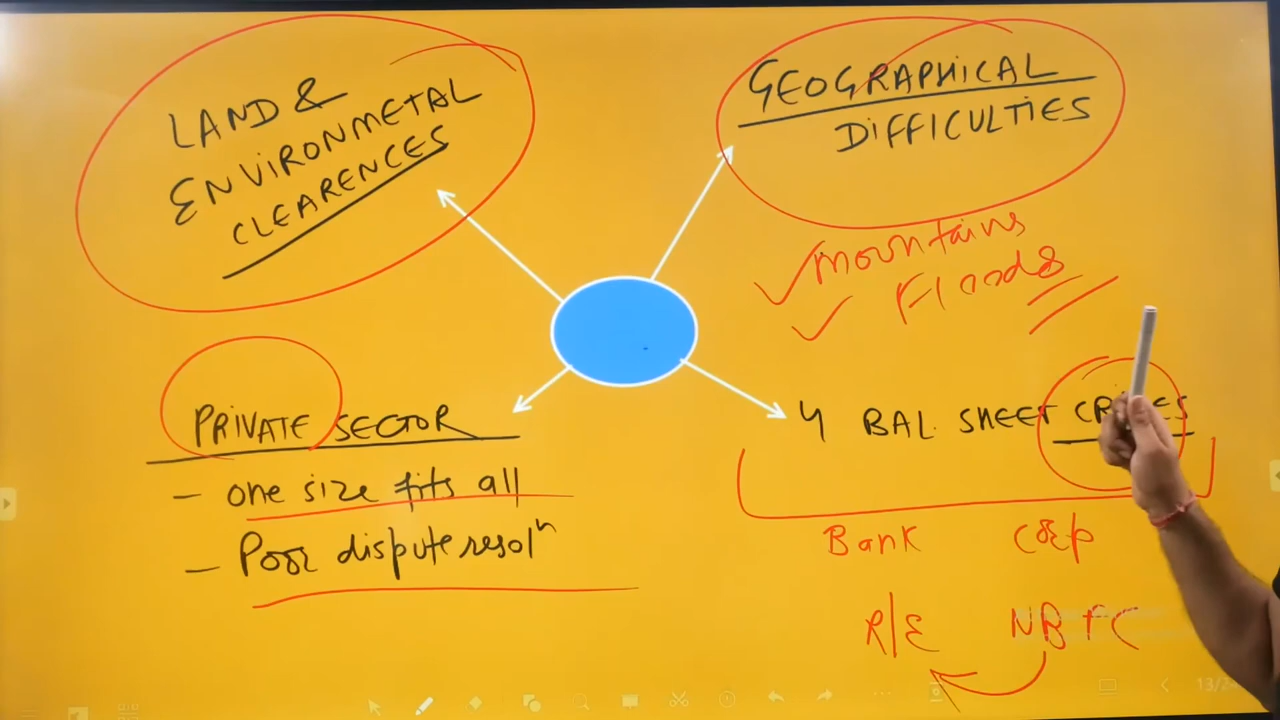 LAND &
ENVIRONMETAL
CLEARENCES
GEOGRAPHICAL
DIFFICULTIES
mountains
Floods
PRIVATE SECTOR
- one size fits all
- Poor dispute resolⁿ
4 BAL. SHEET
Bank Corp
R/E NBFC